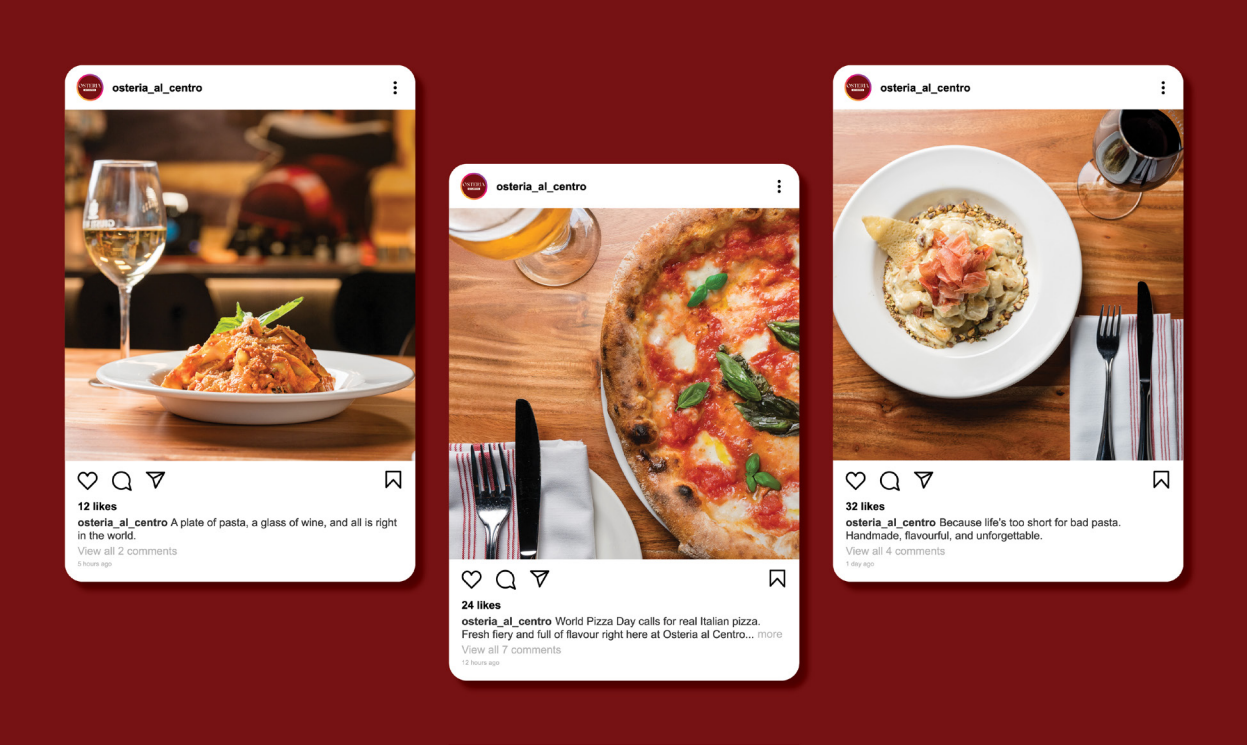 OSTERIA
osteria_al_centro
12 likes
osteria_al_centro A plate of pasta, a glass of wine, and all is right
in the world.
View all 2 comments
5 hours ago
OSTERIA
osteria_al_centro
24 likes
osteria_al_centro World Pizza Day calls for real Italian pizza.
Fresh fiery and full of flavour right here at Osteria al Centro... more
View all 7 comments
12 hours ago
OSTERIA
osteria_al_centro
32 likes
osteria_al_centro Because life's too short for bad pasta.
Handmade, flavourful, and unforgettable.
View all 4 comments
1 day ago